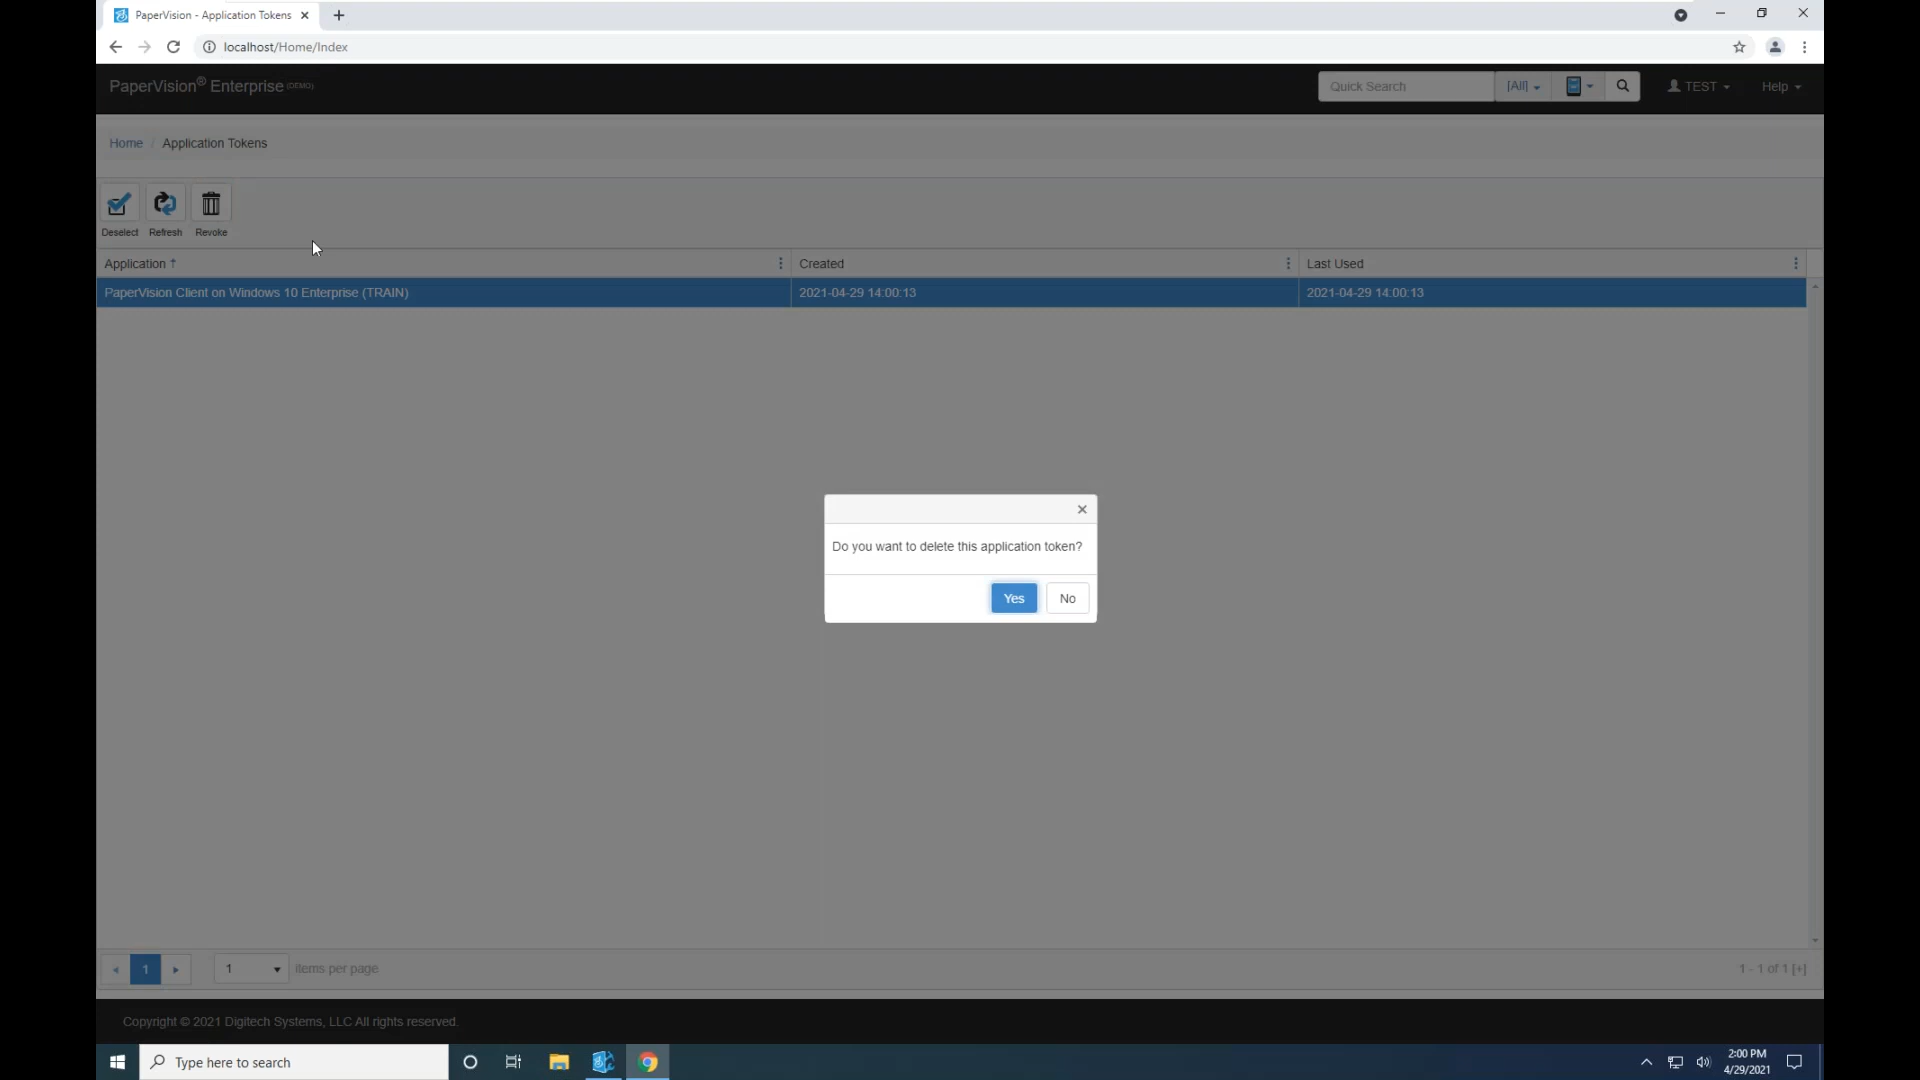 PaperVision - Application Tokens
localhost/Home/Index
PaperVision® Enterprise (DEMO)
Quick Search
[All]
TEST
Help
Home / Application Tokens
Deselect Refresh Revoke
Application Created Last Used
PaperVision Client on Windows 10 Enterprise (TRAIN) 2021-04-29 14:00:13 2021-04-29 14:00:13
Do you want to delete this application token?
Yes No
1 1 items per page 1 - 1 of 1 [+]
Copyright © 2021 Digitech Systems, LLC All rights reserved.
Type here to search
2:00 PM
4/29/2021